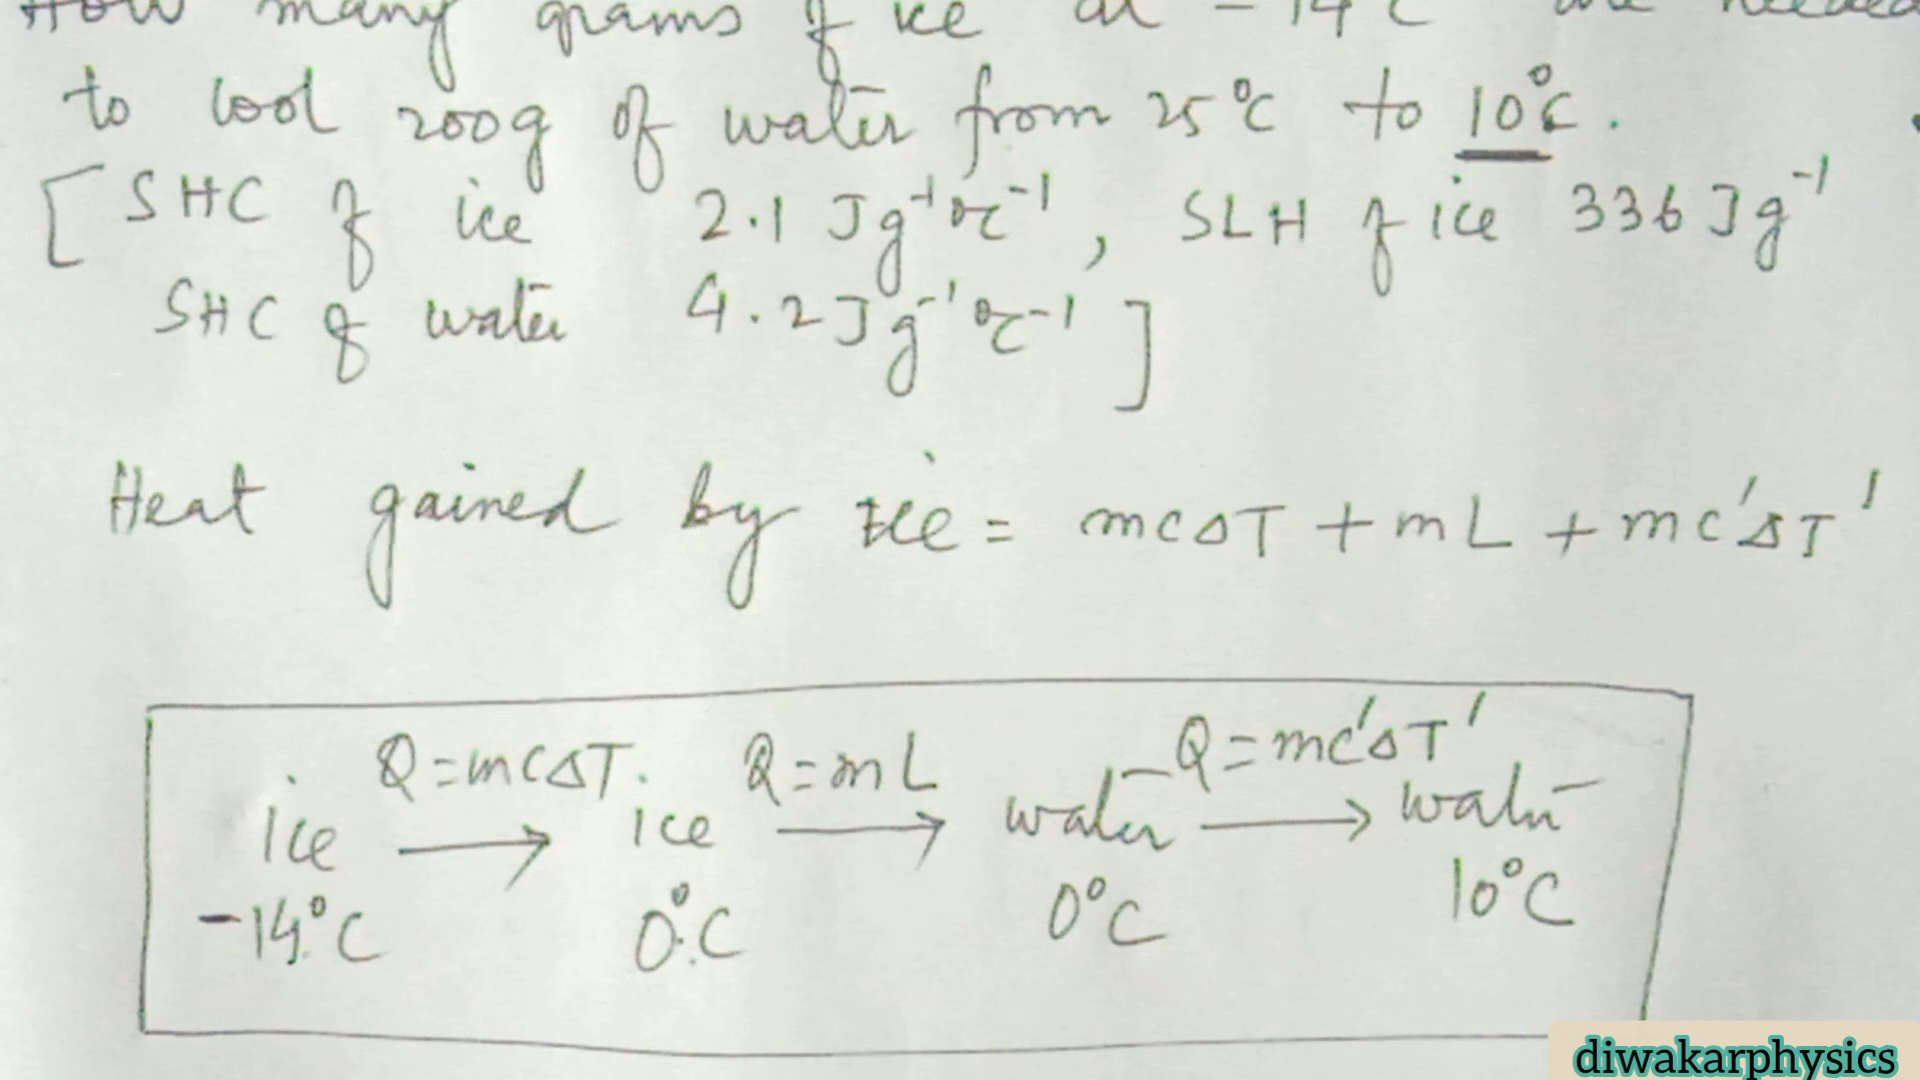 How many grams of ice at -14°C are needed
to cool 200g of water from 25°C to 10°C.
[SHC of ice 2.1 Jg⁻¹°C⁻¹, SLH of ice 336 Jg⁻¹
SHC of water 4.2 Jg⁻¹°C⁻¹]
Heat gained by ice = mcΔT + mL + mc'ΔT'
Q=mcΔT. Q=mL Q=mc'ΔT'
ice → ice → water → water
-14°C 0°C 0°C 10°C
diwakarphysics